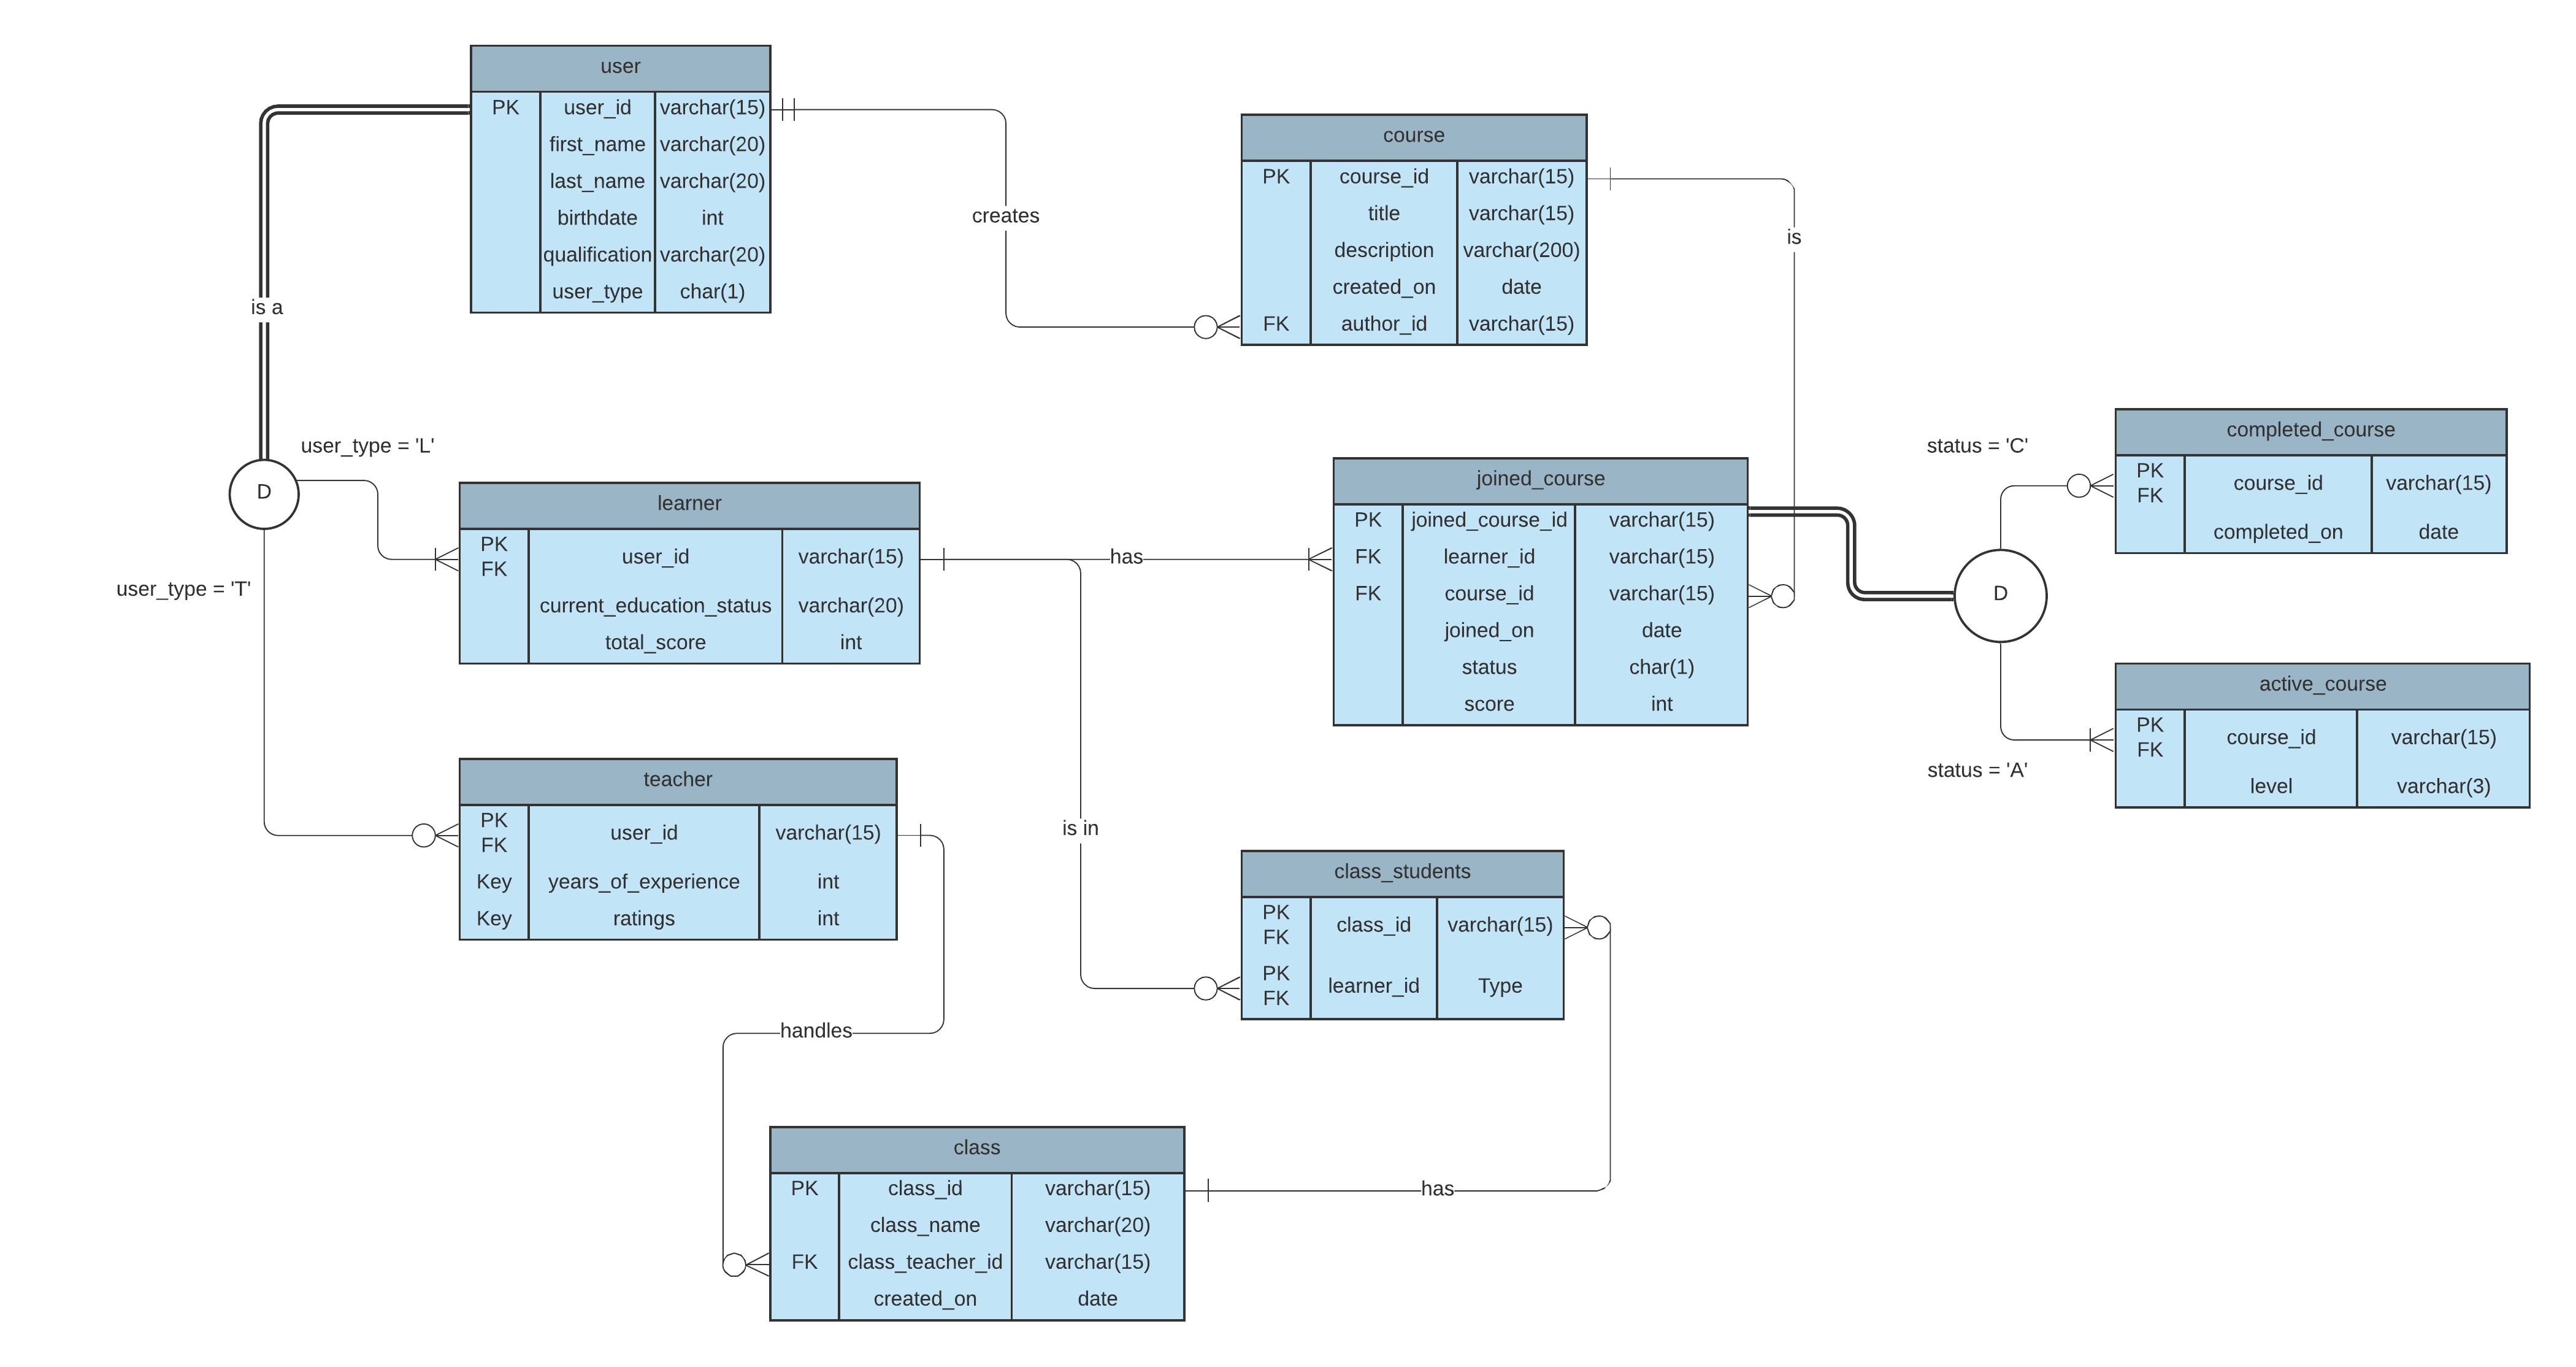 user
PK user_id varchar(15)
first_name varchar(20)
last_name varchar(20)
birthdate int
qualification varchar(20)
user_type char(1)
creates
course
PK course_id varchar(15)
title varchar(15)
description varchar(200)
created_on date
FK author_id varchar(15)
is
is a
D
user_type = 'L'
user_type = 'T'
learner
PK
FK
user_id varchar(15)
current_education_status varchar(20)
total_score int
has
joined_course
PK joined_course_id varchar(15)
FK learner_id varchar(15)
FK course_id varchar(15)
joined_on date
status char(1)
score int
status = 'C'
D
status = 'A'
completed_course
PK
FK
course_id varchar(15)
completed_on date
active_course
PK
FK
course_id varchar(15)
level varchar(3)
teacher
PK
FK
user_id varchar(15)
Key years_of_experience int
Key ratings int
is in
class_students
PK
FK
class_id varchar(15)
PK
FK
learner_id Type
handles
class
PK class_id varchar(15)
class_name varchar(20)
FK class_teacher_id varchar(15)
created_on date
has